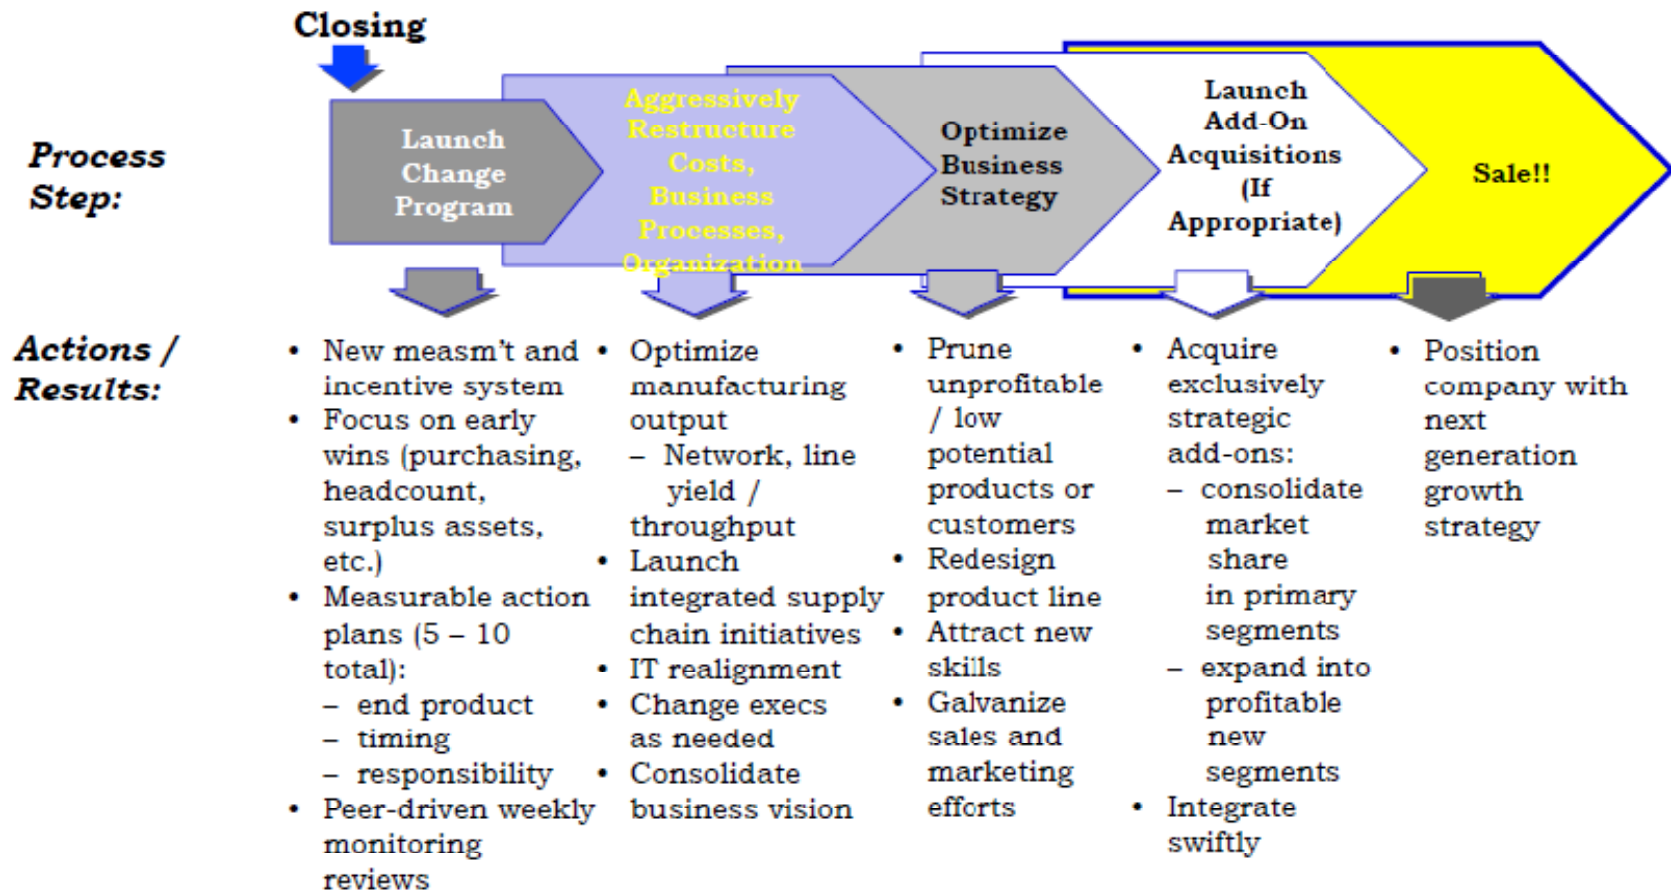 Closing
Process
Step:
Launch
Change
Program
Aggressively
Restructure
Costs,
Business
Processes,
Organization
Optimize
Business
Strategy
Launch
Add-On
Acquisitions
(If
Appropriate)
Sale!!
Actions /
Results:
• New measm't and
incentive system
• Focus on early
wins (purchasing,
headcount,
surplus assets,
etc.)
• Measurable action
plans (5 – 10
total):
– end product
– timing
– responsibility
• Peer-driven weekly
monitoring
reviews
• Optimize
manufacturing
output
– Network, line
yield /
throughput
• Launch
integrated supply
chain initiatives
• IT realignment
• Change execs
as needed
• Consolidate
business vision
• Prune
unprofitable
/ low
potential
products or
customers
• Redesign
product line
• Attract new
skills
• Galvanize
sales and
marketing
efforts
• Acquire
exclusively
strategic
add-ons:
– consolidate
market
share
in primary
segments
– expand into
profitable
new
segments
• Integrate
swiftly
• Position
company with
next
generation
growth
strategy